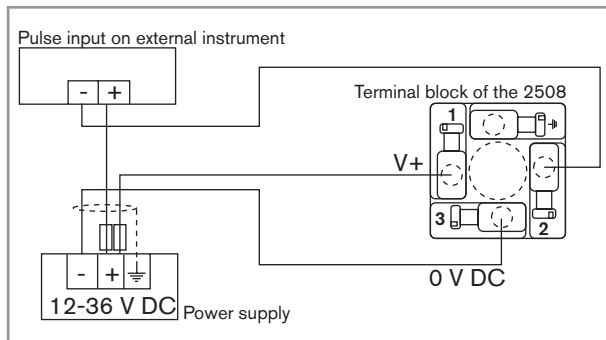 Pulse input on external instrument
- +
Terminal block of the 2508
1
V+
3
2
0 V DC
- +
12-36 V DC
Power supply